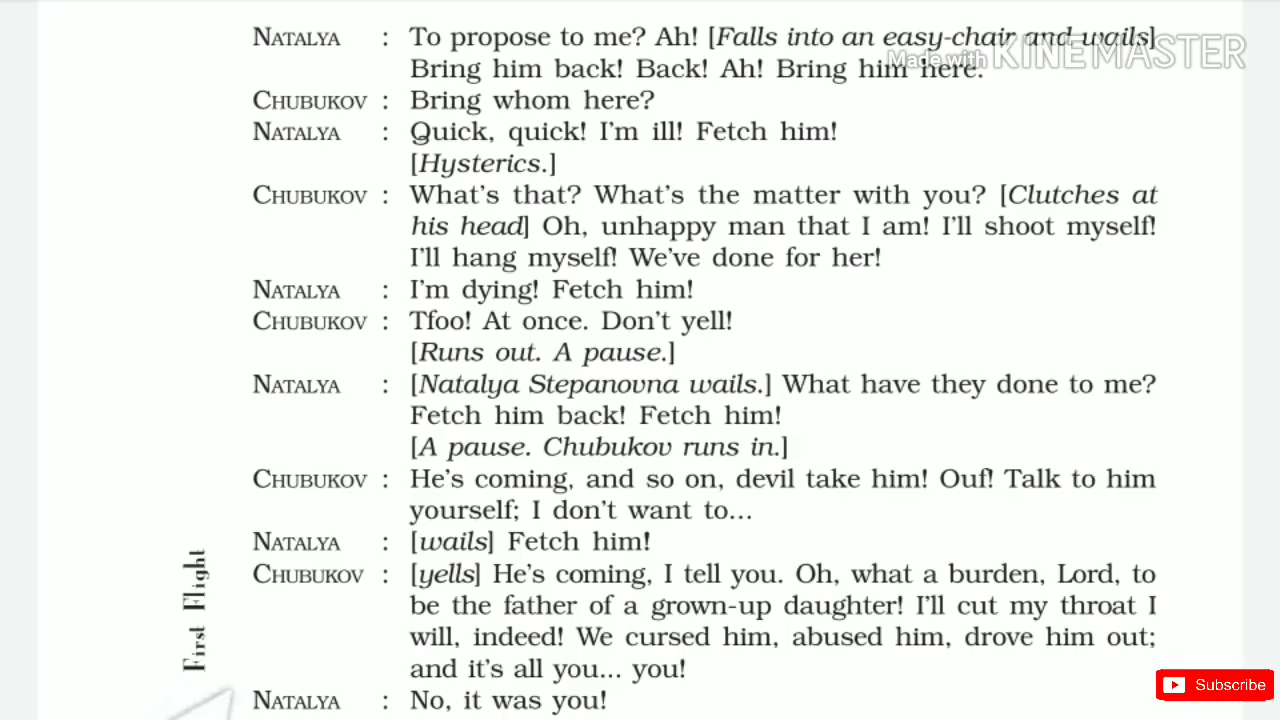 NATALYA : To propose to me? Ah! [Falls into an easy-chair and wails]
Made with KINEMASTER
Bring him back! Back! Ah! Bring him here.
CHUBUKOV : Bring whom here?
NATALYA : Quick, quick! I'm ill! Fetch him!
[Hysterics.]
CHUBUKOV : What's that? What's the matter with you? [Clutches at
his head] Oh, unhappy man that I am! I'll shoot myself!
I'll hang myself! We've done for her!
NATALYA : I'm dying! Fetch him!
CHUBUKOV : Tfoo! At once. Don't yell!
[Runs out. A pause.]
NATALYA : [Natalya Stepanovna wails.] What have they done to me?
Fetch him back! Fetch him!
[A pause. Chubukov runs in.]
CHUBUKOV : He's coming, and so on, devil take him! Ouf! Talk to him
yourself; I don't want to...
NATALYA : [wails] Fetch him!
CHUBUKOV : [yells] He's coming, I tell you. Oh, what a burden, Lord, to
be the father of a grown-up daughter! I'll cut my throat I
will, indeed! We cursed him, abused him, drove him out;
and it's all you... you!
NATALYA : No, it was you!
First Flight
Subscribe